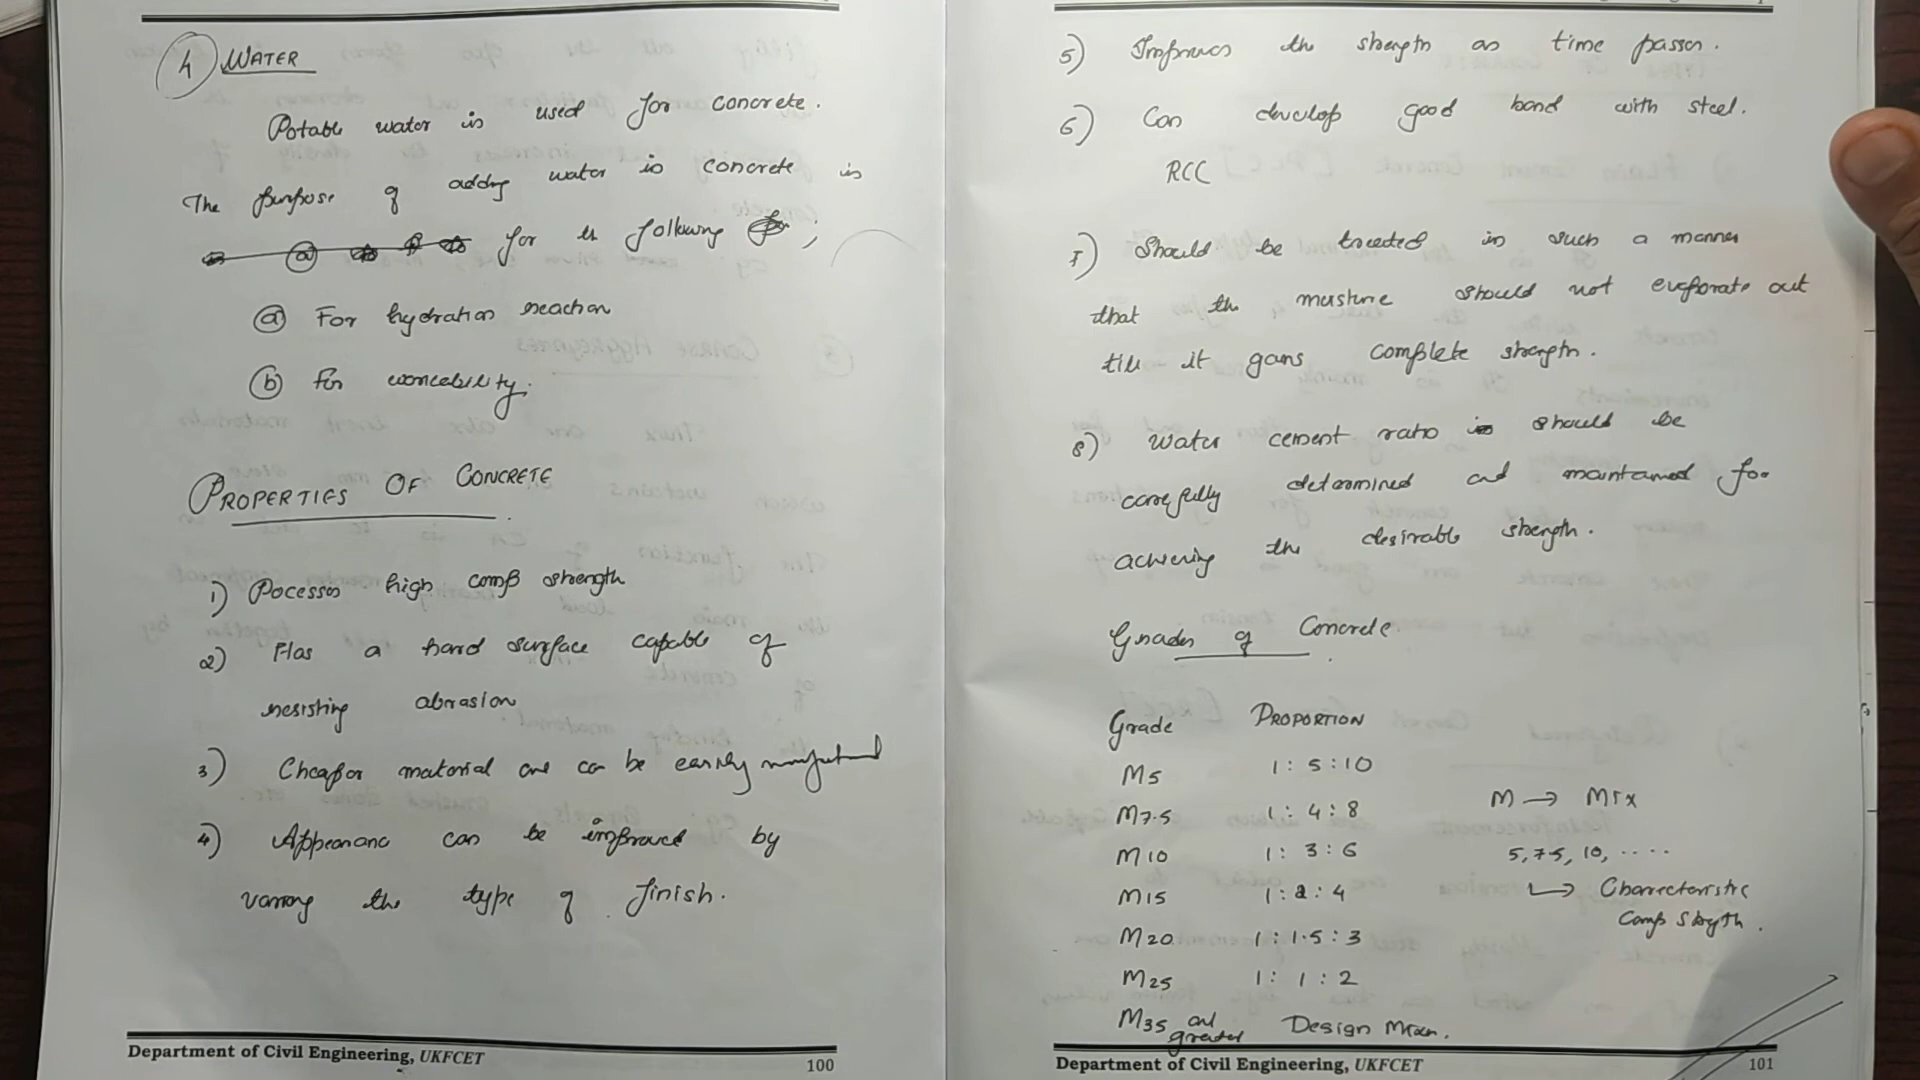 4) WATER
Potable water is used for concrete.
The purpose of adding water is concrete is
for the following ;
(a) For hydration reaction
(b) For workability.
PROPERTIES OF CONCRETE
1) Pocesses high comp strength
2) Has a hard surface capable of
resisting abrasion
3) Cheaper material and can be easily
4) Appearance can be improved by
varying the type of finish.
Department of Civil Engineering, UKFCET 100
5) Improves the strength as time passes.
6) Can develop good bond with steel.
RCC
7) Should be treated in such a manner
that the moisture should not evaporate out
till it gains complete strength.
8) Water cement ratio should be
carefully determined and maintained for
achieving the desirable strength.
Grades of Concrete
Grade PROPORTION
M5 1 : 5 : 10
M7.5 1 : 4 : 8
M → Mix
M10 1 : 3 : 6
5, 7.5, 10, ....
M15 1 : 2 : 4
↳ Characteristic
Comp Strength.
M20 1 : 1.5 : 3
M25 1 : 1 : 2
M35 and greater Design Mixes.
Department of Civil Engineering, UKFCET 101